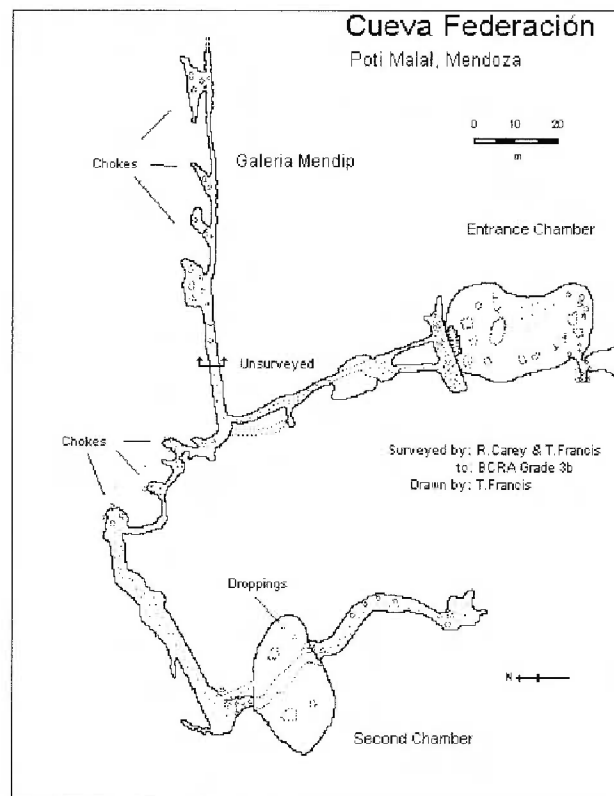 Cueva Federación
Poti Malal, Mendoza
0 10 20
m
Chokes
Galeria Mendip
Entrance Chamber
Unsurveyed
Chokes
Surveyed by: R.Carey & T.Francis
to: BCRA Grade 3b
Drawn by: T.Francis
Droppings
N
Second Chamber